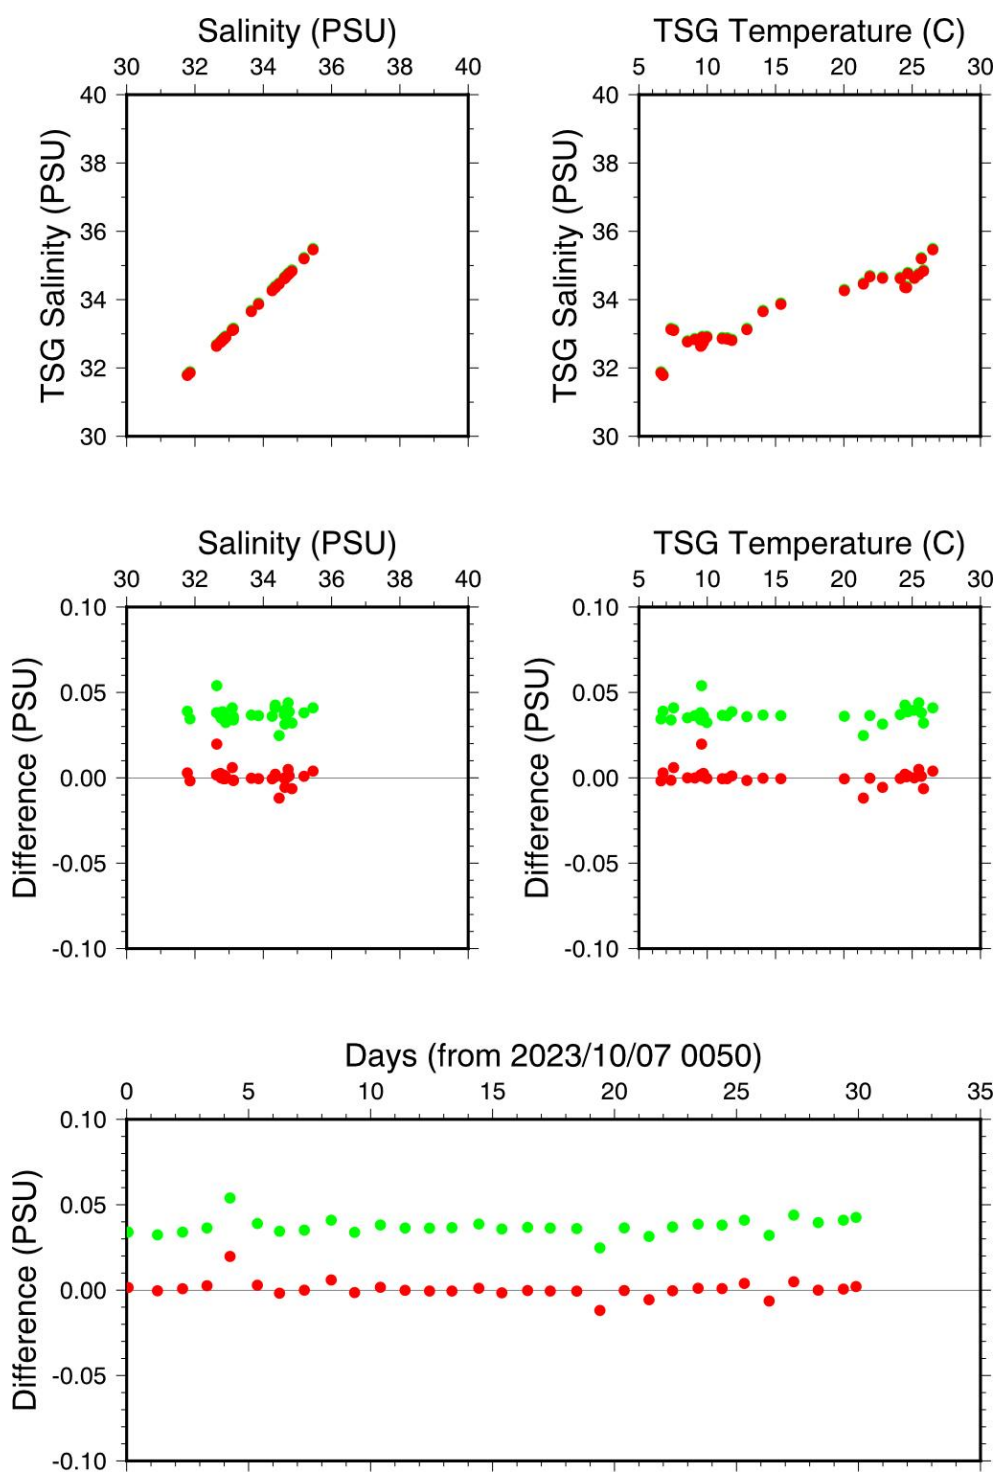 Salinity (PSU) TSG Temperature (C)
30 32 34 36 38 40 5 10 15 20 25 30
40 40
38 38
36 36
34 34
32 32
30 30
TSG Salinity (PSU) TSG Salinity (PSU)
Salinity (PSU) TSG Temperature (C)
30 32 34 36 38 40 5 10 15 20 25 30
0.10 0.10
0.05 0.05
0.00 0.00
-0.05 -0.05
-0.10 -0.10
Difference (PSU) Difference (PSU)
Days (from 2023/10/07 0050)
0 5 10 15 20 25 30 35
0.10
0.05
0.00
-0.05
-0.10
Difference (PSU)